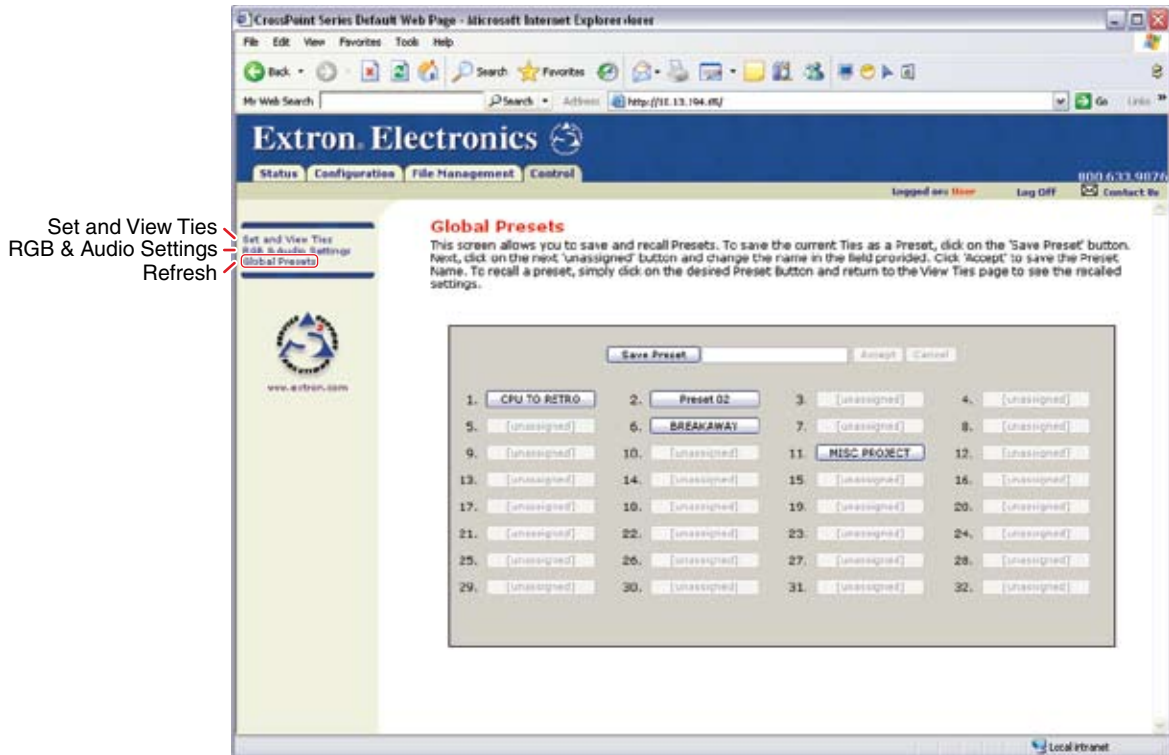 CrossPoint Series Default Web Page - Microsoft Internet Explorer
File Edit View Favorites Tools Help
Back Search Favorites
My Web Search Search Address Go Links
Extron Electronics
Status Configuration File Management Control
800.633.9876
Logged on: User Log Off Contact Us
Set and View Ties
RGB & Audio Settings
Refresh
Set and View Ties
RGB & Audio Settings
Global Presets
www.extron.com
Global Presets
This screen allows you to save and recall Presets. To save the current Ties as a Preset, click on the 'Save Preset' button.
Next, click on the next 'unassigned' button and change the name in the field provided. Click 'Accept' to save the Preset
Name. To recall a preset, simply click on the desired Preset Button and return to the View Ties page to see the recalled
settings.
Save Preset Accept Cancel
1. CPU TO RETRO 2. Preset 02 3. [unassigned] 4. [unassigned]
5. [unassigned] 6. BREAKAWAY 7. [unassigned] 8. [unassigned]
9. [unassigned] 10. [unassigned] 11. MISC PROJECT 12. [unassigned]
13. [unassigned] 14. [unassigned] 15. [unassigned] 16. [unassigned]
17. [unassigned] 18. [unassigned] 19. [unassigned] 20. [unassigned]
21. [unassigned] 22. [unassigned] 23. [unassigned] 24. [unassigned]
25. [unassigned] 26. [unassigned] 27. [unassigned] 28. [unassigned]
29. [unassigned] 30. [unassigned] 31. [unassigned] 32. [unassigned]
Local intranet